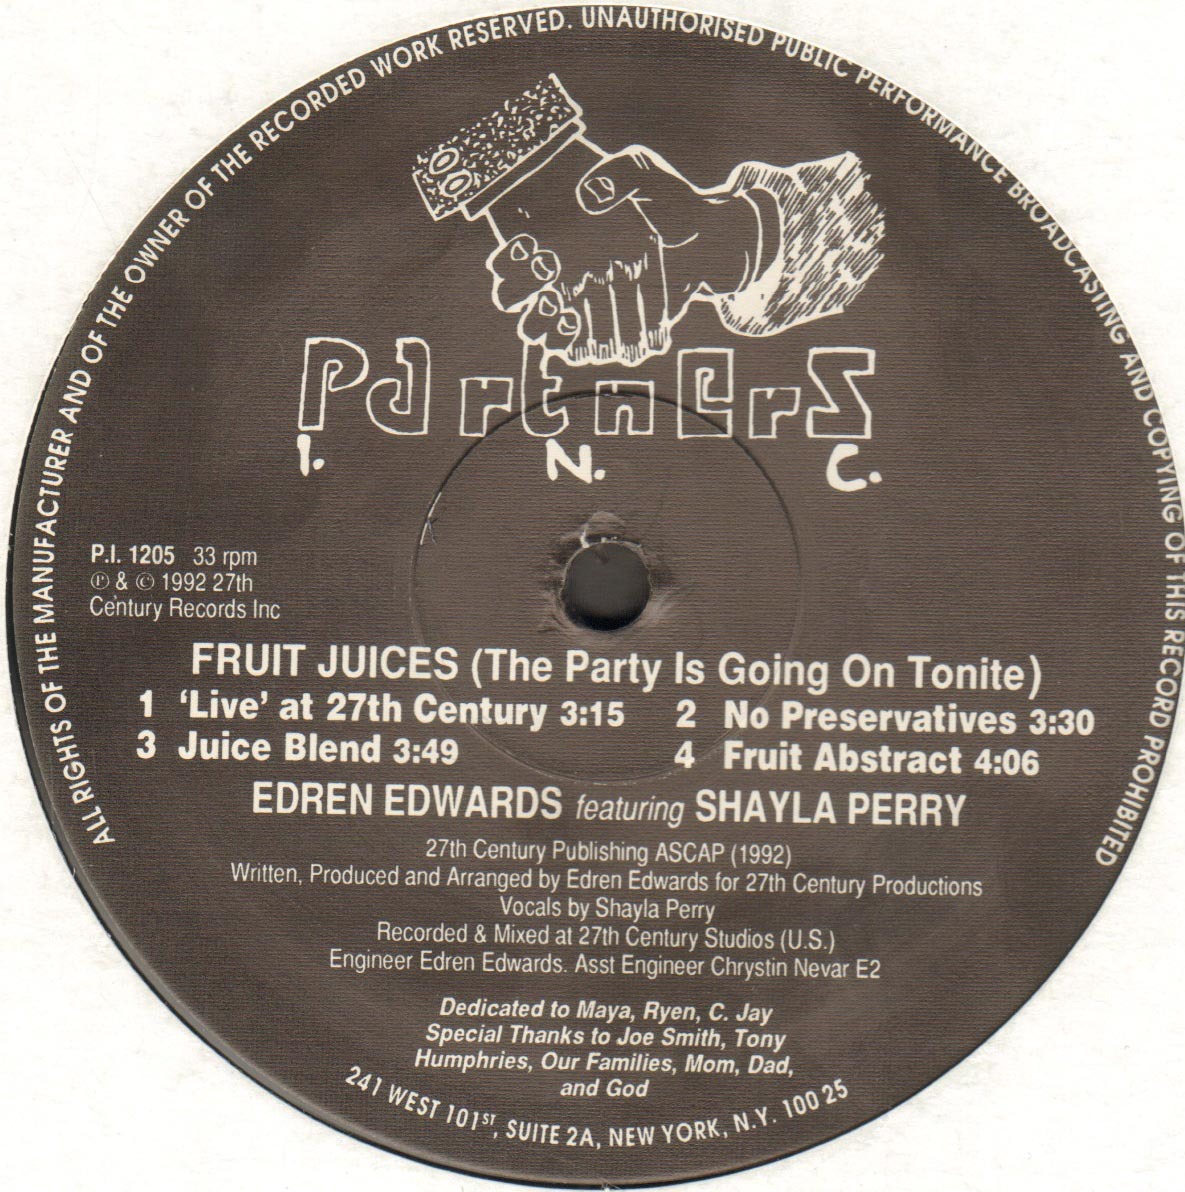 ALL RIGHTS OF THE MANUFACTURER AND OF THE OWNER OF THE RECORDED WORK RESERVED. UNAUTHORISED PUBLIC PERFORMANCE BROADCASTING AND COPYING OF THIS RECORD PROHIBITED
Partners
I. N. C.
P.I. 1205 33 rpm
℗ & © 1992 27th
Century Records Inc
FRUIT JUICES (The Party Is Going On Tonite)
1 'Live' at 27th Century 3:15 2 No Preservatives 3:30
3 Juice Blend 3:49 4 Fruit Abstract 4:06
EDREN EDWARDS featuring SHAYLA PERRY
27th Century Publishing ASCAP (1992)
Written, Produced and Arranged by Edren Edwards for 27th Century Productions
Vocals by Shayla Perry
Recorded & Mixed at 27th Century Studios (U.S.)
Engineer Edren Edwards. Asst Engineer Chrystin Nevar E2
Dedicated to Maya, Ryen, C. Jay
Special Thanks to Joe Smith, Tony
Humphries, Our Families, Mom, Dad,
and God
241 WEST 101ST, SUITE 2A, NEW YORK, N.Y. 100 25